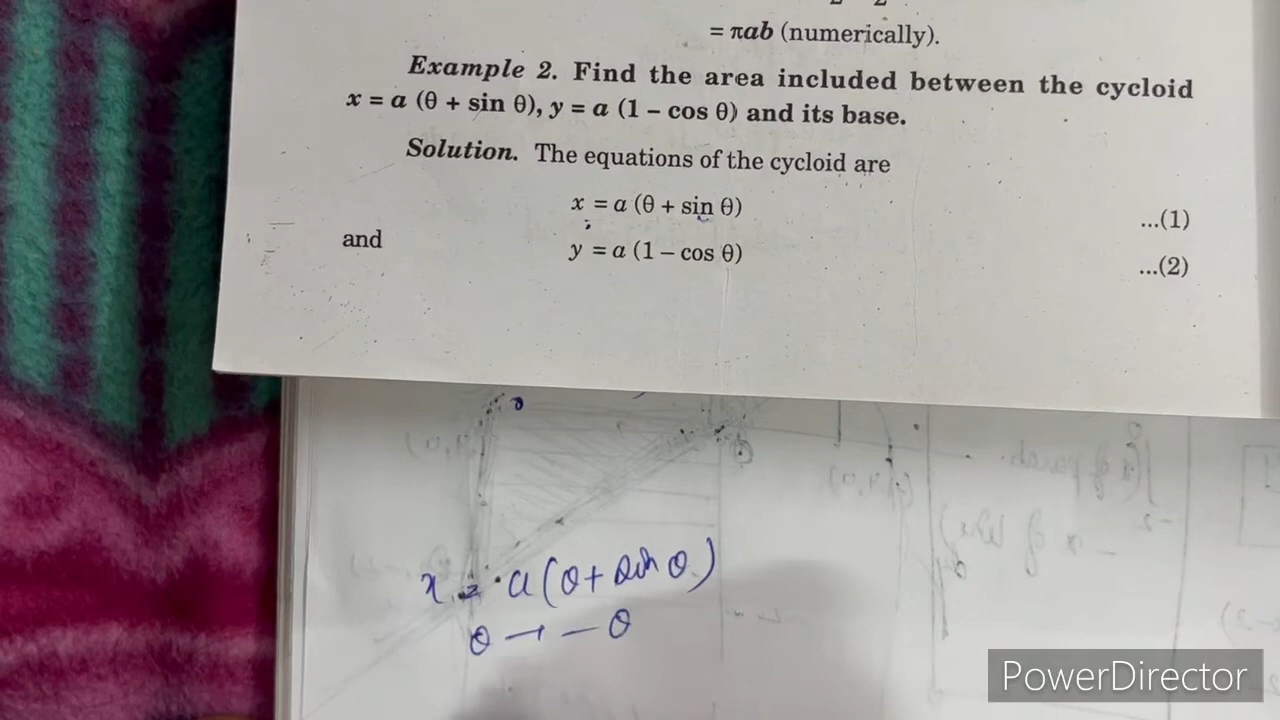 = πab (numerically).
Example 2. Find the area included between the cycloid
x = a (θ + sin θ), y = a (1 – cos θ) and its base.
Solution. The equations of the cycloid are
x = a (θ + sin θ) ...(1)
and y = a (1 – cos θ) ...(2)
x = a(θ + sin θ)
θ → – θ
PowerDirector